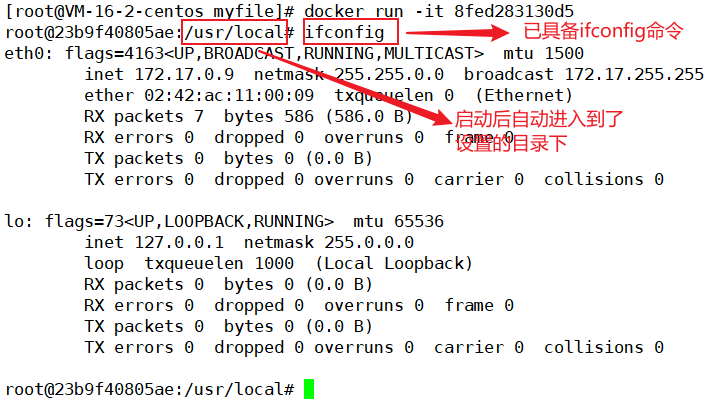 [root@VM-16-2-centos myfile]# docker run -it 8fed283130d5
root@23b9f40805ae:/usr/local# ifconfig
已具备ifconfig命令
eth0: flags=4163<UP,BROADCAST,RUNNING,MULTICAST>  mtu 1500
        inet 172.17.0.9  netmask 255.255.0.0  broadcast 172.17.255.255
        ether 02:42:ac:11:00:09  txqueuelen 0  (Ethernet)
        RX packets 7  bytes 586 (586.0 B)
启动后自动进入到了
        RX errors 0  dropped 0  overruns 0  frame 0
设置的目录下
        TX packets 0  bytes 0 (0.0 B)
        TX errors 0  dropped 0 overruns 0  carrier 0  collisions 0
lo: flags=73<UP,LOOPBACK,RUNNING>  mtu 65536
        inet 127.0.0.1  netmask 255.0.0.0
        loop  txqueuelen 1000  (Local Loopback)
        RX packets 0  bytes 0 (0.0 B)
        RX errors 0  dropped 0  overruns 0  frame 0
        TX packets 0  bytes 0 (0.0 B)
        TX errors 0  dropped 0 overruns 0  carrier 0  collisions 0
root@23b9f40805ae:/usr/local#